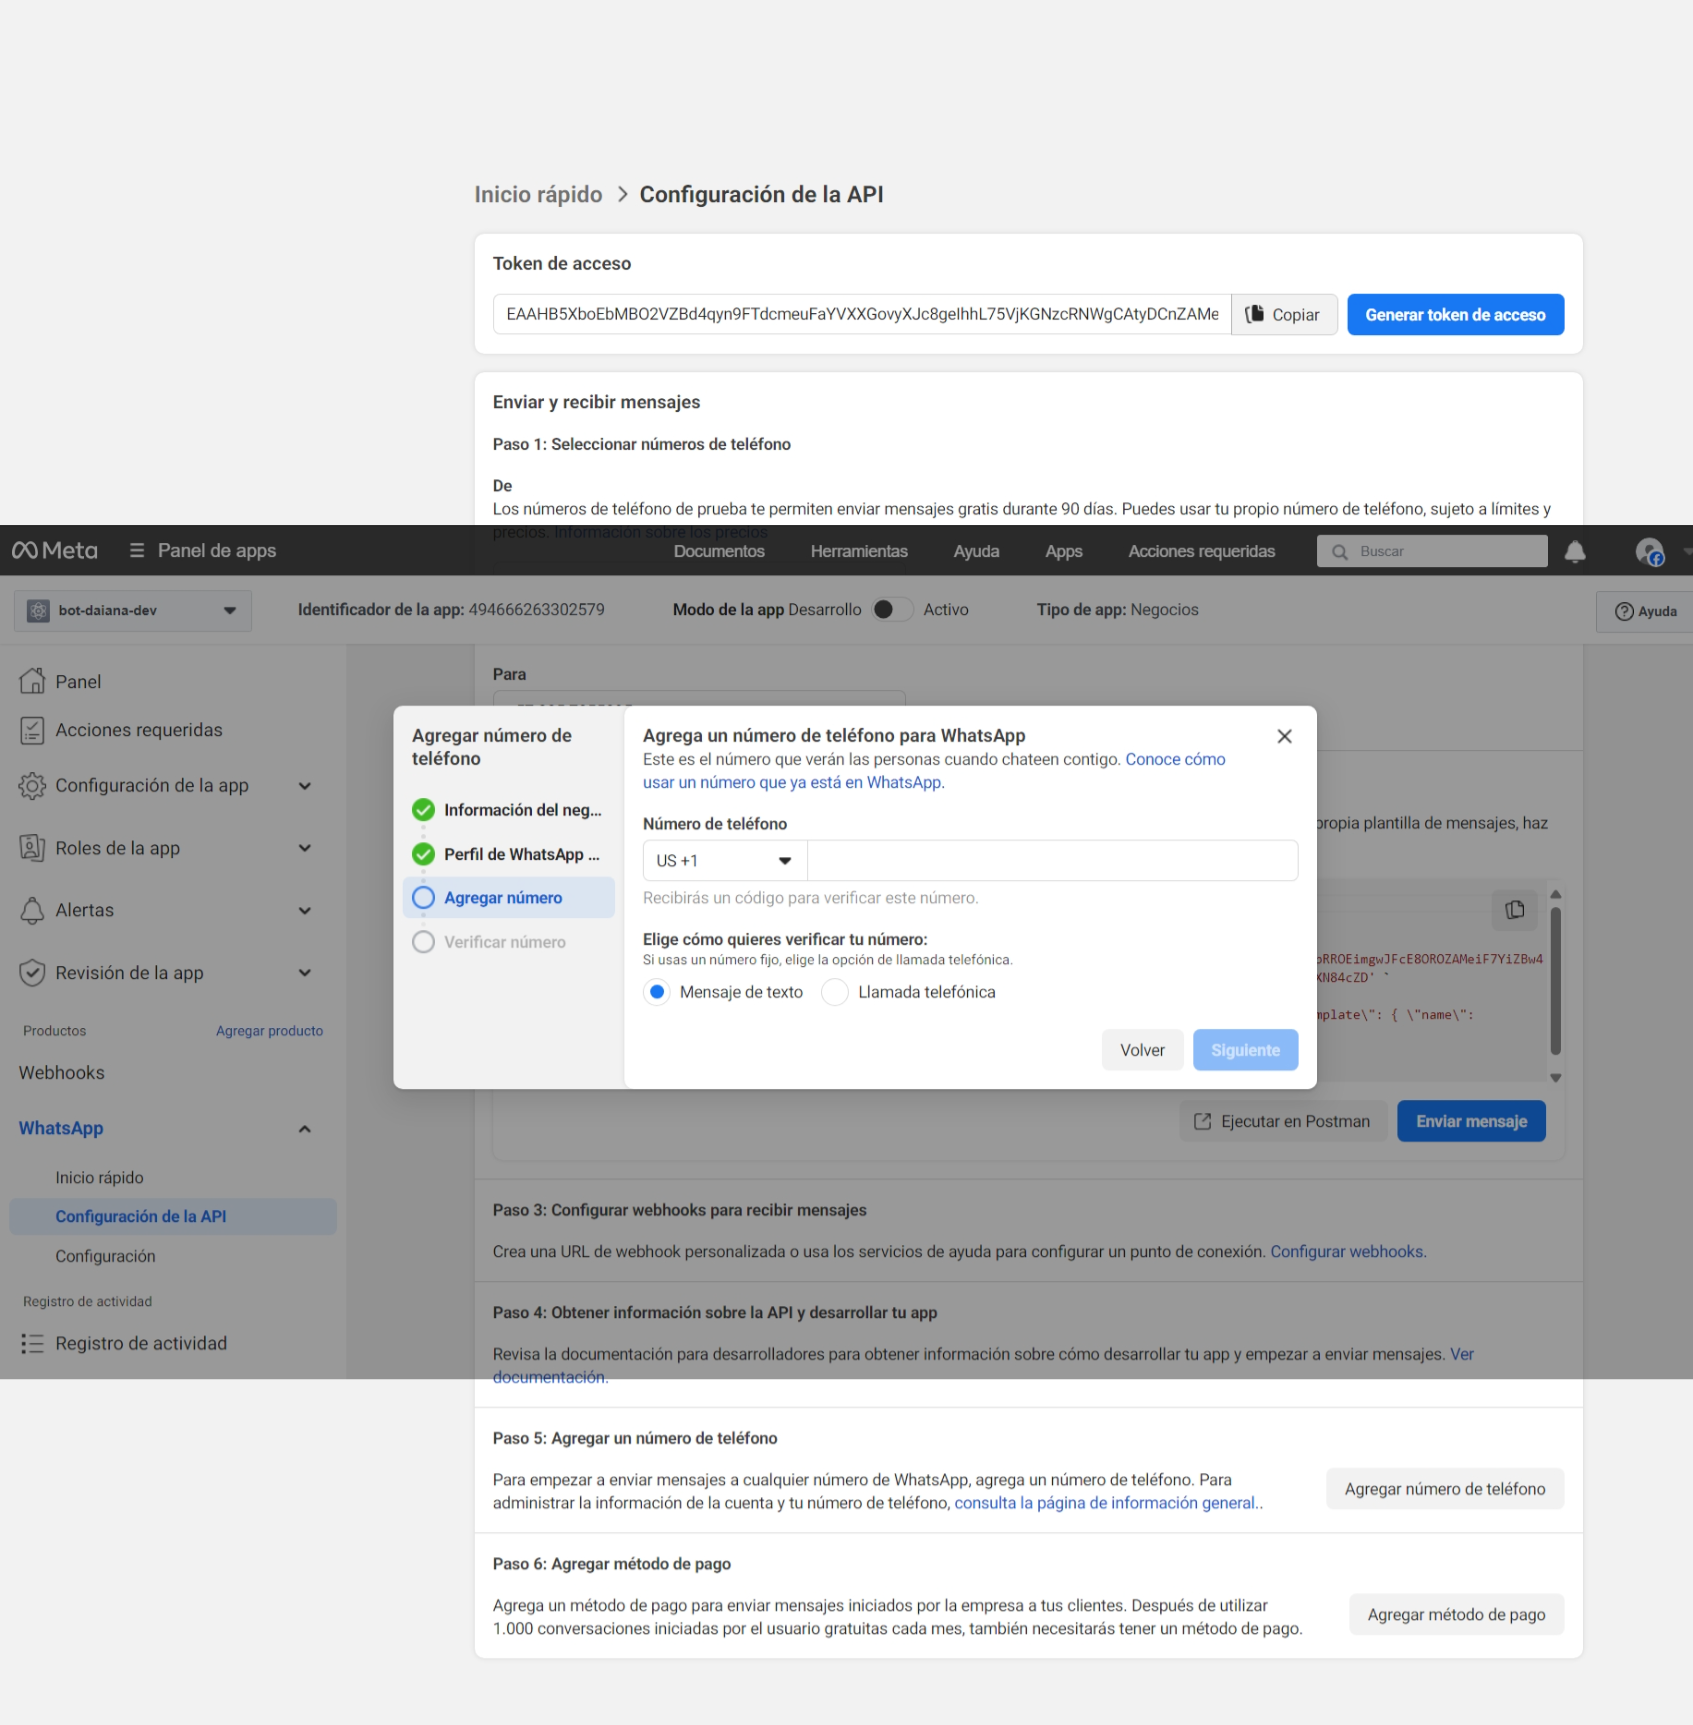 Inicio rápido > Configuración de la API
Token de acceso
EAAHB5XboEbMBO2VZBd4qyn9FTdcmeuFaYVXXGovyXJc8gelhhL75VjKGNzcRNWgCAtyDCnZAMe
Copiar
Generar token de acceso
Enviar y recibir mensajes
Paso 1: Seleccionar números de teléfono
De
Los números de teléfono de prueba te permiten enviar mensajes gratis durante 90 días. Puedes usar tu propio número de teléfono, sujeto a límites y
precios. Información sobre los precios
Meta
Panel de apps
Documentos
Herramientas
Ayuda
Apps
Acciones requeridas
Buscar
bot-daiana-dev
Identificador de la app: 494666263302579
Modo de la app Desarrollo
Activo
Tipo de app: Negocios
Ayuda
Panel
Acciones requeridas
Configuración de la app
Roles de la app
Alertas
Revisión de la app
Productos
Agregar producto
Webhooks
WhatsApp
Inicio rápido
Configuración de la API
Configuración
Registro de actividad
Registro de actividad
Para
Agregar número de
teléfono
Información del neg...
Perfil de WhatsApp ...
Agregar número
Verificar número
Agrega un número de teléfono para WhatsApp
Este es el número que verán las personas cuando chateen contigo. Conoce cómo
usar un número que ya está en WhatsApp.
Número de teléfono
US +1
Recibirás un código para verificar este número.
Elige cómo quieres verificar tu número:
Si usas un número fijo, elige la opción de llamada telefónica.
Mensaje de texto
Llamada telefónica
Volver
Siguiente
propia plantilla de mensajes, haz
RROEimgwJFcE8OROZAMeiF7YiZBw4
XN84cZD' `
mplate\": { \"name\":
Ejecutar en Postman
Enviar mensaje
Paso 3: Configurar webhooks para recibir mensajes
Crea una URL de webhook personalizada o usa los servicios de ayuda para configurar un punto de conexión. Configurar webhooks.
Paso 4: Obtener información sobre la API y desarrollar tu app
Revisa la documentación para desarrolladores para obtener información sobre cómo desarrollar tu app y empezar a enviar mensajes. Ver
documentación.
Paso 5: Agregar un número de teléfono
Para empezar a enviar mensajes a cualquier número de WhatsApp, agrega un número de teléfono. Para
administrar la información de la cuenta y tu número de teléfono, consulta la página de información general..
Agregar número de teléfono
Paso 6: Agregar método de pago
Agrega un método de pago para enviar mensajes iniciados por la empresa a tus clientes. Después de utilizar
1.000 conversaciones iniciadas por el usuario gratuitas cada mes, también necesitarás tener un método de pago.
Agregar método de pago